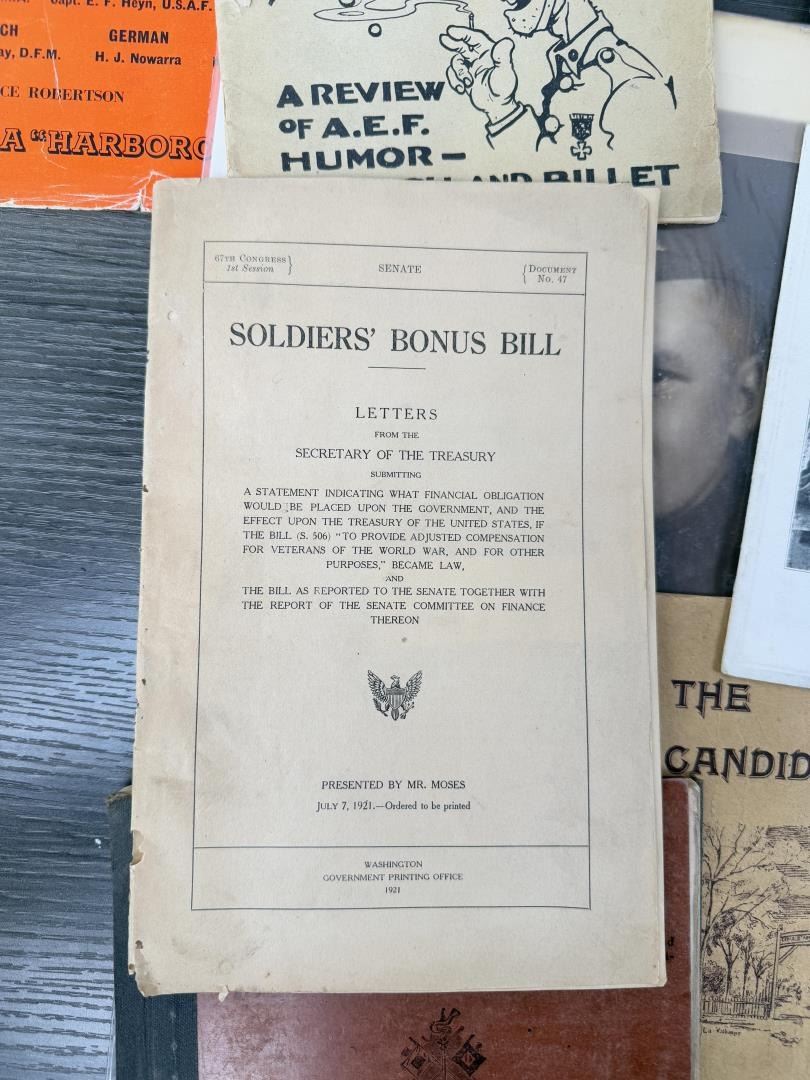 Capt. E. F. Heyn, U.S.A.F.
GERMAN
D.F.M. H. J. Nowarra
CE ROBERTSON
A "HARBORO
A REVIEW
OF A.E.F.
HUMOR—
AND BILLET
67TH CONGRESS
1st Session
SENATE
DOCUMENT
No. 47
SOLDIERS' BONUS BILL
LETTERS
FROM THE
SECRETARY OF THE TREASURY
SUBMITTING
A STATEMENT INDICATING WHAT FINANCIAL OBLIGATION
WOULD BE PLACED UPON THE GOVERNMENT, AND THE
EFFECT UPON THE TREASURY OF THE UNITED STATES, IF
THE BILL (S. 506) "TO PROVIDE ADJUSTED COMPENSATION
FOR VETERANS OF THE WORLD WAR, AND FOR OTHER
PURPOSES," BECAME LAW,
AND
THE BILL AS REPORTED TO THE SENATE TOGETHER WITH
THE REPORT OF THE SENATE COMMITTEE ON FINANCE
THEREON
PRESENTED BY MR. MOSES
JULY 7, 1921.—Ordered to be printed
WASHINGTON
GOVERNMENT PRINTING OFFICE
1921
THE
CANDID